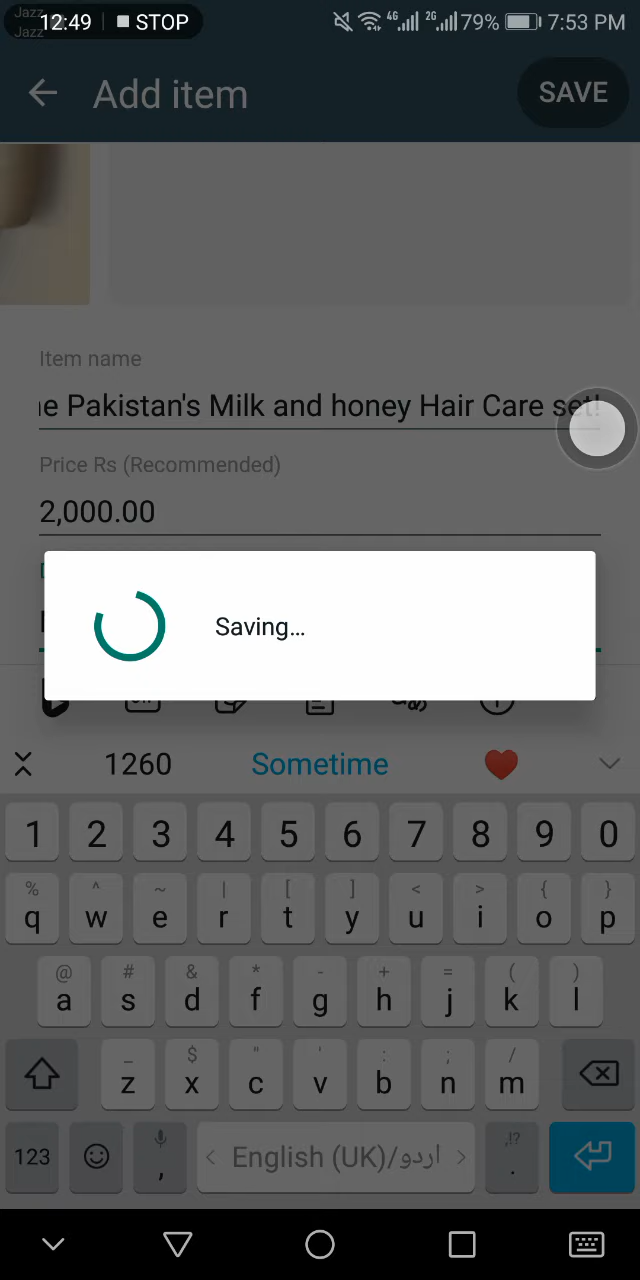 Jazz
Jazz
12:49 STOP
4G 2G 79% 7:53 PM
Add item
SAVE
Item name
Pakistan's Milk and honey Hair Care set!
Price Rs (Recommended)
2,000.00
Saving...
1260 Sometime
1 2 3 4 5 6 7 8 9 0
% ^ ~ | [ ] < > { }
q w e r t y u i o p
@ # & * - + = ( )
a s d f g h j k l
_ $ " ' : ; /
z x c v b n m
,!?
123 , < English (UK)/اردو > .